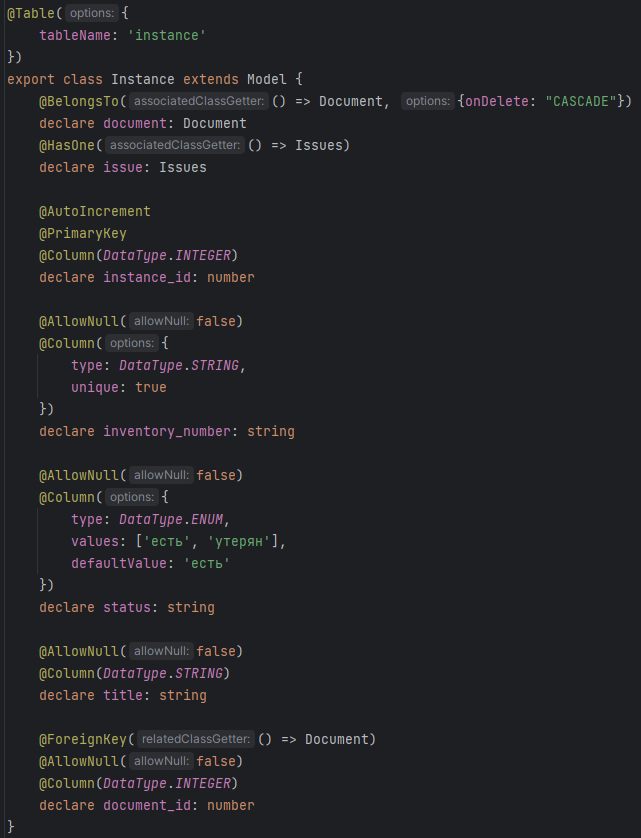 @Table( options: {
    tableName: 'instance'
})
export class Instance extends Model {
    @BelongsTo( associatedClassGetter: () => Document, options: {onDelete: "CASCADE"})
    declare document: Document
    @HasOne( associatedClassGetter: () => Issues)
    declare issue: Issues

    @AutoIncrement
    @PrimaryKey
    @Column(DataType.INTEGER)
    declare instance_id: number

    @AllowNull( allowNull: false)
    @Column( options: {
        type: DataType.STRING,
        unique: true
    })
    declare inventory_number: string

    @AllowNull( allowNull: false)
    @Column( options: {
        type: DataType.ENUM,
        values: ['есть', 'утерян'],
        defaultValue: 'есть'
    })
    declare status: string

    @AllowNull( allowNull: false)
    @Column(DataType.STRING)
    declare title: string

    @ForeignKey( relatedClassGetter: () => Document)
    @AllowNull( allowNull: false)
    @Column(DataType.INTEGER)
    declare document_id: number
}